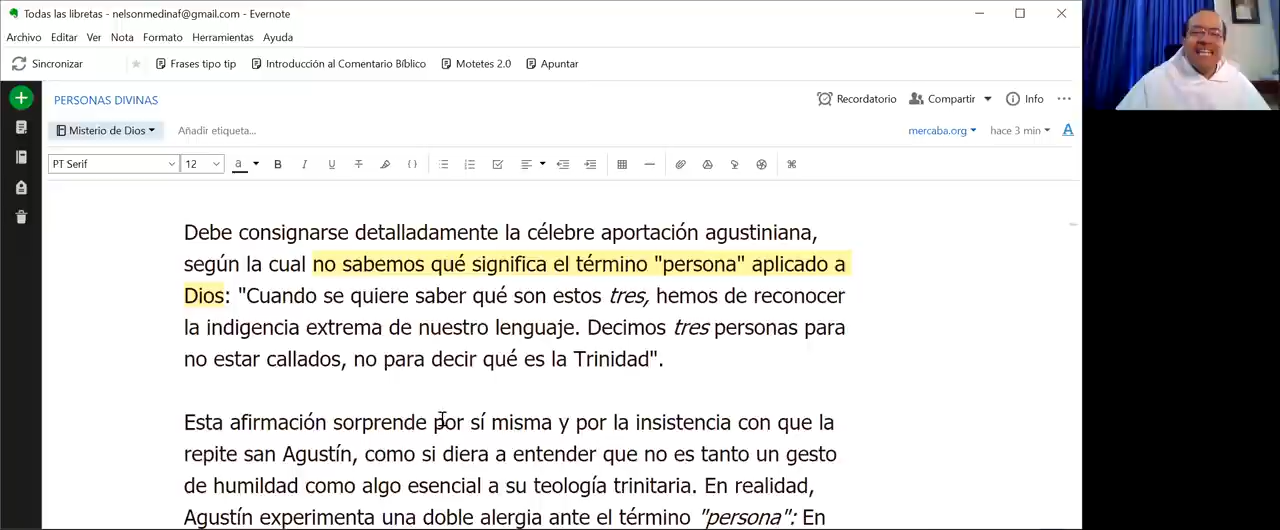 Todas las libretas - nelsonmedinaf@gmail.com - Evernote
Archivo Editar Ver Nota Formato Herramientas Ayuda
Sincronizar Frases tipo tip Introducción al Comentario Bíblico Motetes 2.0 Apuntar
PERSONAS DIVINAS Recordatorio Compartir Info
Misterio de Dios Añadir etiqueta... mercaba.org hace 3 min A
PT Serif 12 a B I U T
Debe consignarse detalladamente la célebre aportación agustiniana,
según la cual no sabemos qué significa el término "persona" aplicado a
Dios: "Cuando se quiere saber qué son estos tres, hemos de reconocer
la indigencia extrema de nuestro lenguaje. Decimos tres personas para
no estar callados, no para decir qué es la Trinidad".
Esta afirmación sorprende por sí misma y por la insistencia con que la
repite san Agustín, como si diera a entender que no es tanto un gesto
de humildad como algo esencial a su teología trinitaria. En realidad,
Agustín experimenta una doble alergia ante el término "persona": En